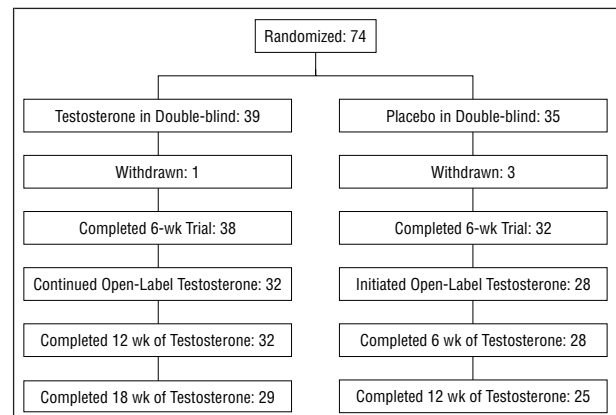 Randomized: 74
Testosterone in Double-blind: 39
Placebo in Double-blind: 35
Withdrawn: 1
Withdrawn: 3
Completed 6-wk Trial: 38
Completed 6-wk Trial: 32
Continued Open-Label Testosterone: 32
Initiated Open-Label Testosterone: 28
Completed 12 wk of Testosterone: 32
Completed 6 wk of Testosterone: 28
Completed 18 wk of Testosterone: 29
Completed 12 wk of Testosterone: 25